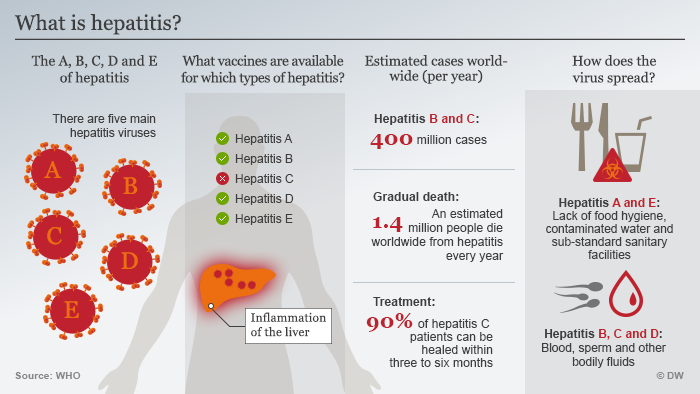 What is hepatitis?
The A, B, C, D and E
of hepatitis
There are five main
hepatitis viruses
A
B
C
D
E
What vaccines are available
for which types of hepatitis?
Hepatitis A
Hepatitis B
Hepatitis C
Hepatitis D
Hepatitis E
Inflammation
of the liver
Estimated cases world-
wide (per year)
Hepatitis B and C:
400 million cases
Gradual death:
1.4 An estimated
million people die
worldwide from hepatitis
every year
Treatment:
90% of hepatitis C
patients can be
healed within
three to six months
How does the
virus spread?
Hepatitis A and E:
Lack of food hygiene,
contaminated water and
sub-standard sanitary
facilities
Hepatitis B, C and D:
Blood, sperm and other
bodily fluids
Source: WHO
© DW